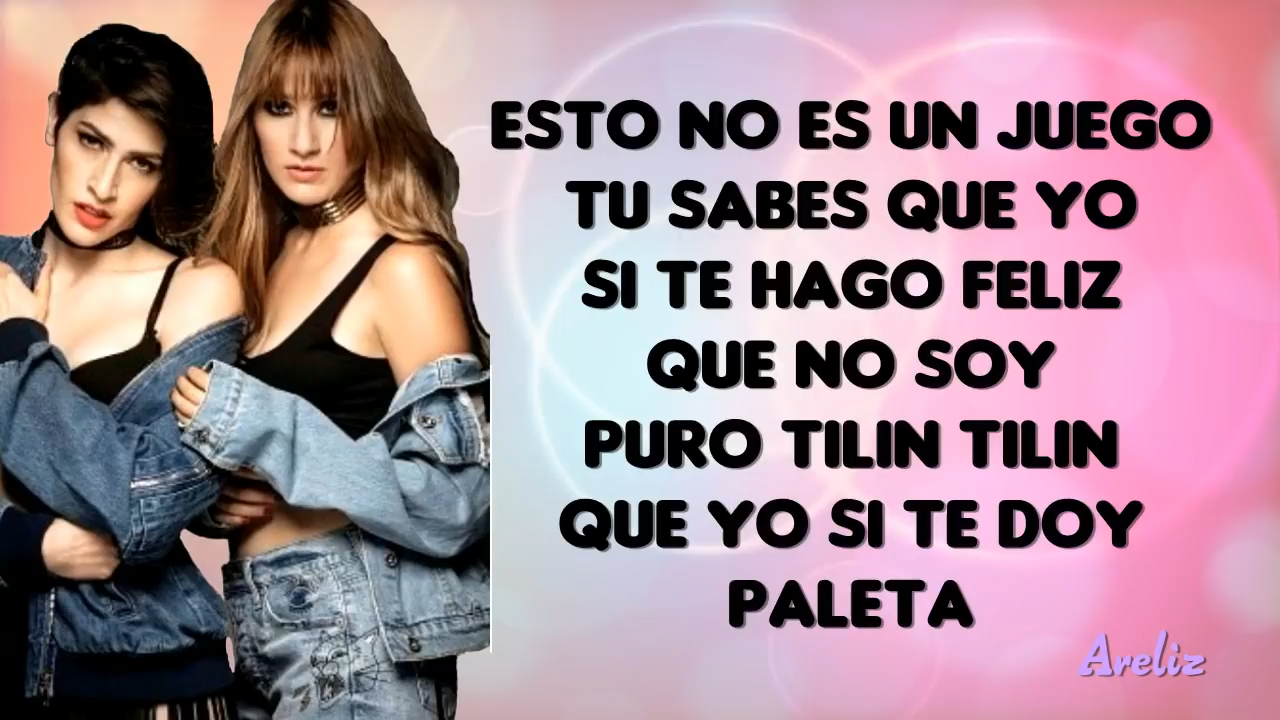 ESTO NO ES UN JUEGO
TU SABES QUE YO
SI TE HAGO FELIZ
QUE NO SOY
PURO TILIN TILIN
QUE YO SI TE DOY
PALETA
Areliz